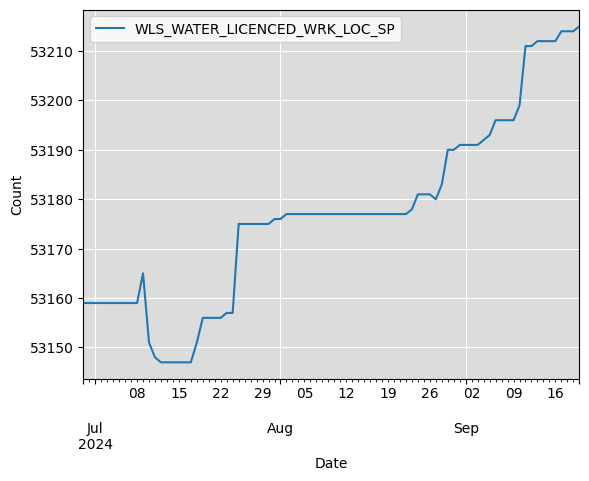 WLS_WATER_LICENCED_WRK_LOC_SP
53210
53200
53190
53180
53170
53160
53150
Count
08 15 22 29 05 12 19 26 02 09 16
Jul Aug Sep
2024
Date